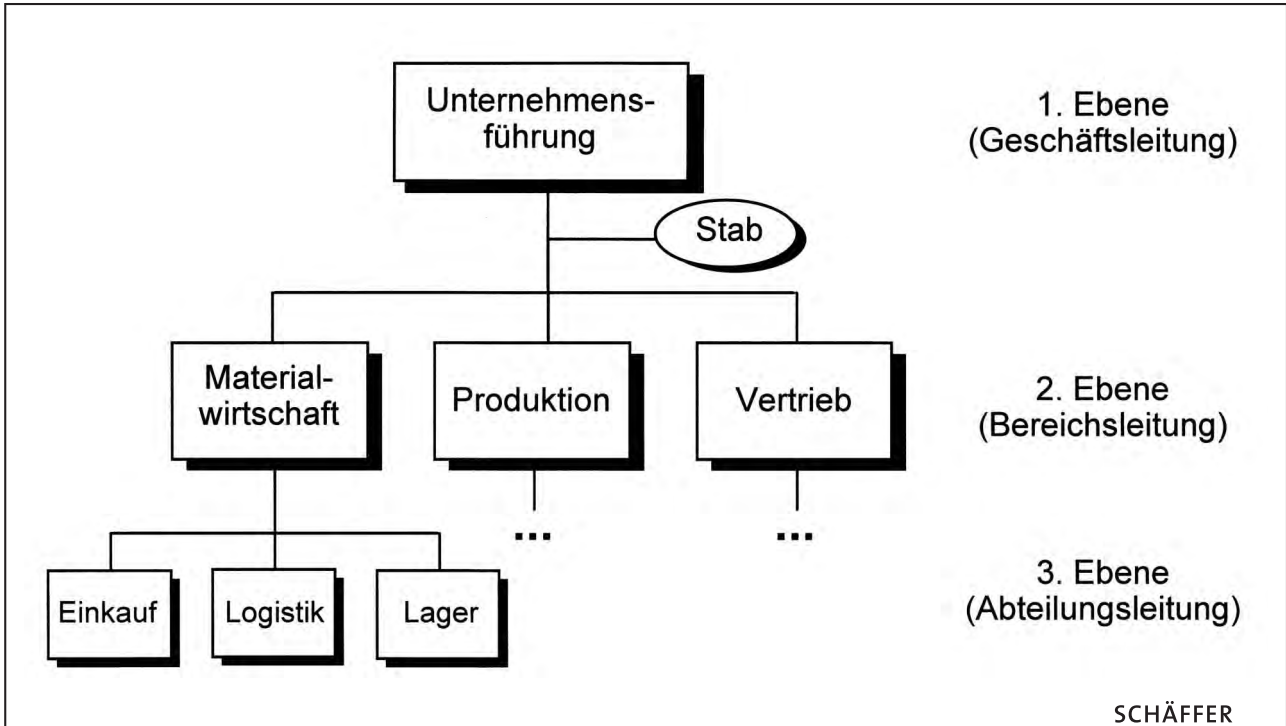 Unternehmens-
führung
1. Ebene
(Geschäftsleitung)
Stab
Material-
wirtschaft
Produktion
Vertrieb
2. Ebene
(Bereichsleitung)
...
...
Einkauf
Logistik
Lager
3. Ebene
(Abteilungsleitung)
SCHÄFFER